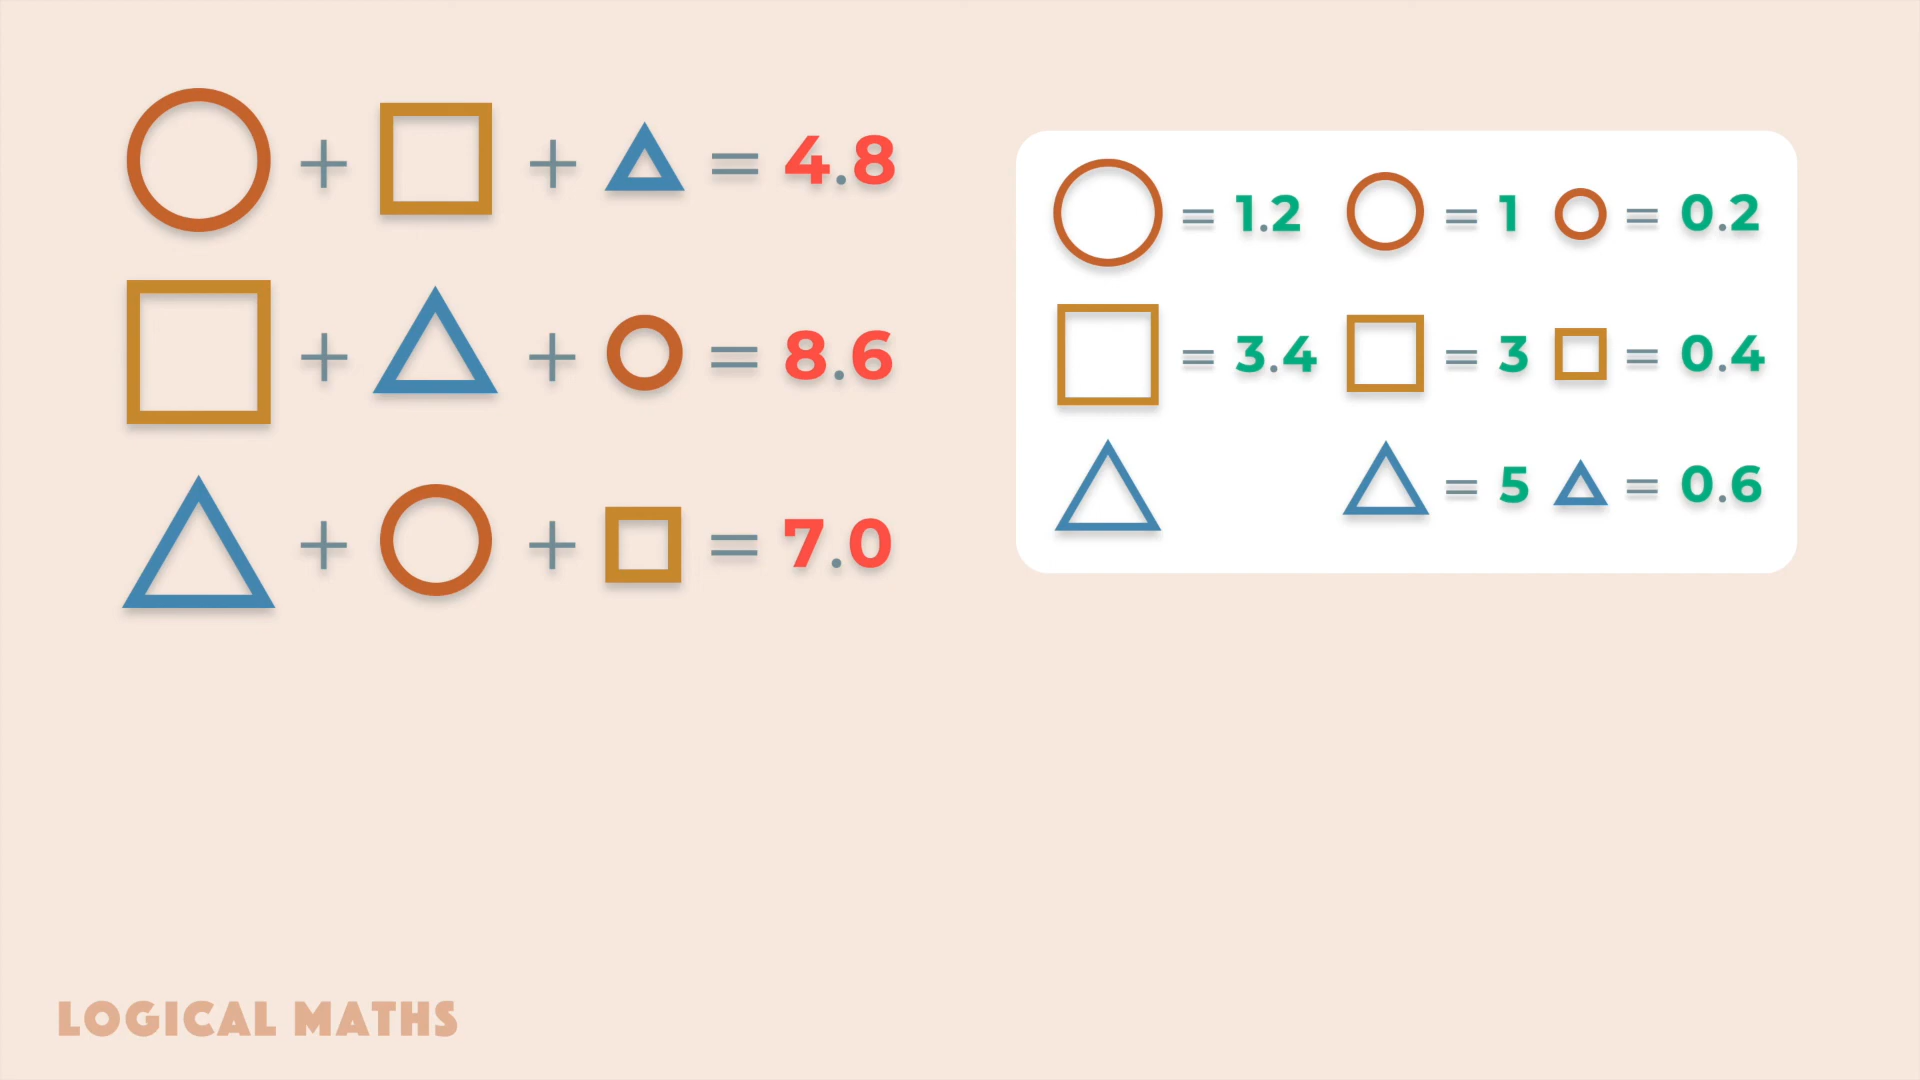 + + = 4.8
+ + = 8.6
+ + = 7.0
= 1.2 = 1 = 0.2
= 3.4 = 3 = 0.4
= 5 = 0.6
LOGICAL MATHS